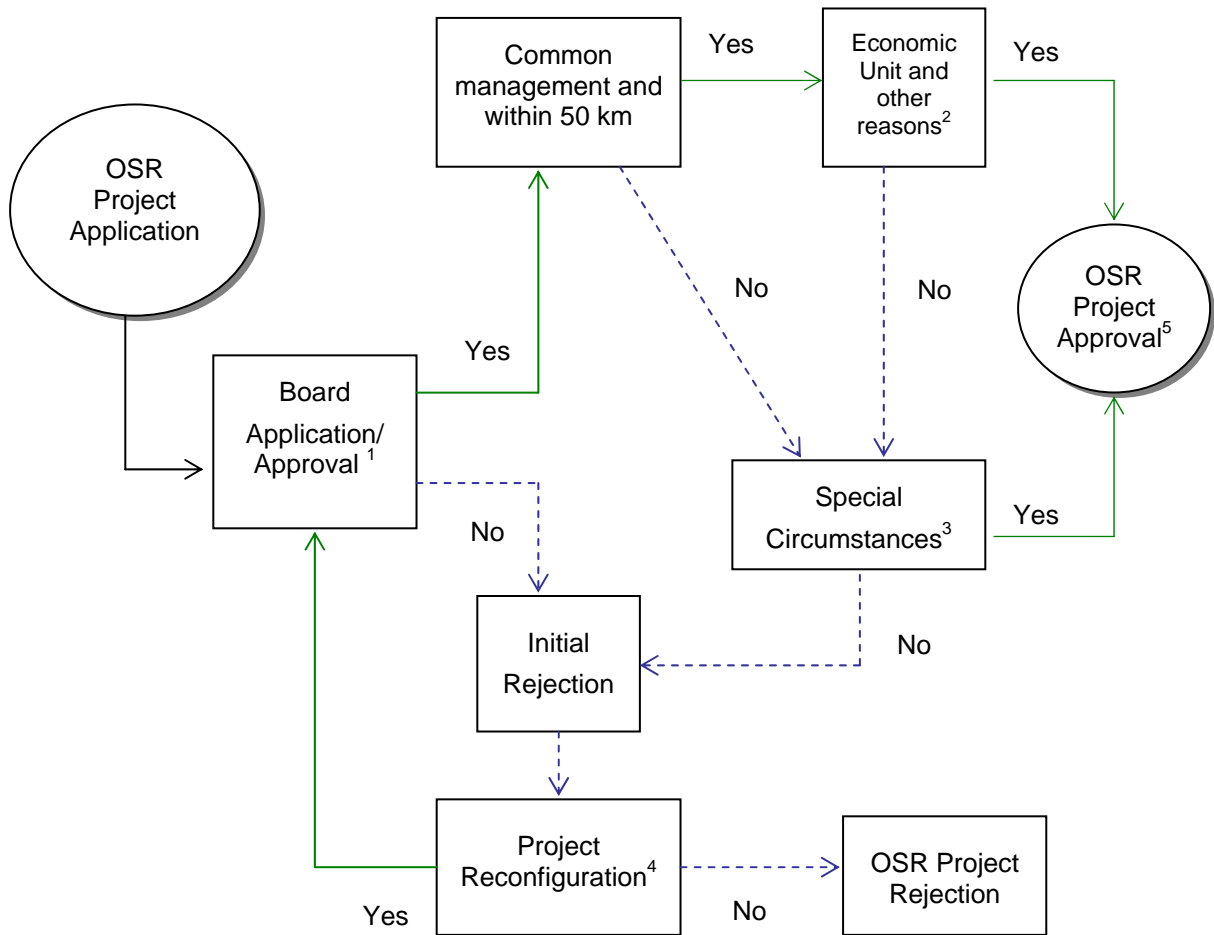 OSR
Project
Application
Board
Application/
Approval 1
Yes
Common
management and
within 50 km
Yes
Economic
Unit and
other
reasons2
Yes
No
No
OSR
Project
Approval5
Special
Circumstances3
Yes
No
No
Initial
Rejection
Project
Reconfiguration4
Yes
No
OSR Project
Rejection